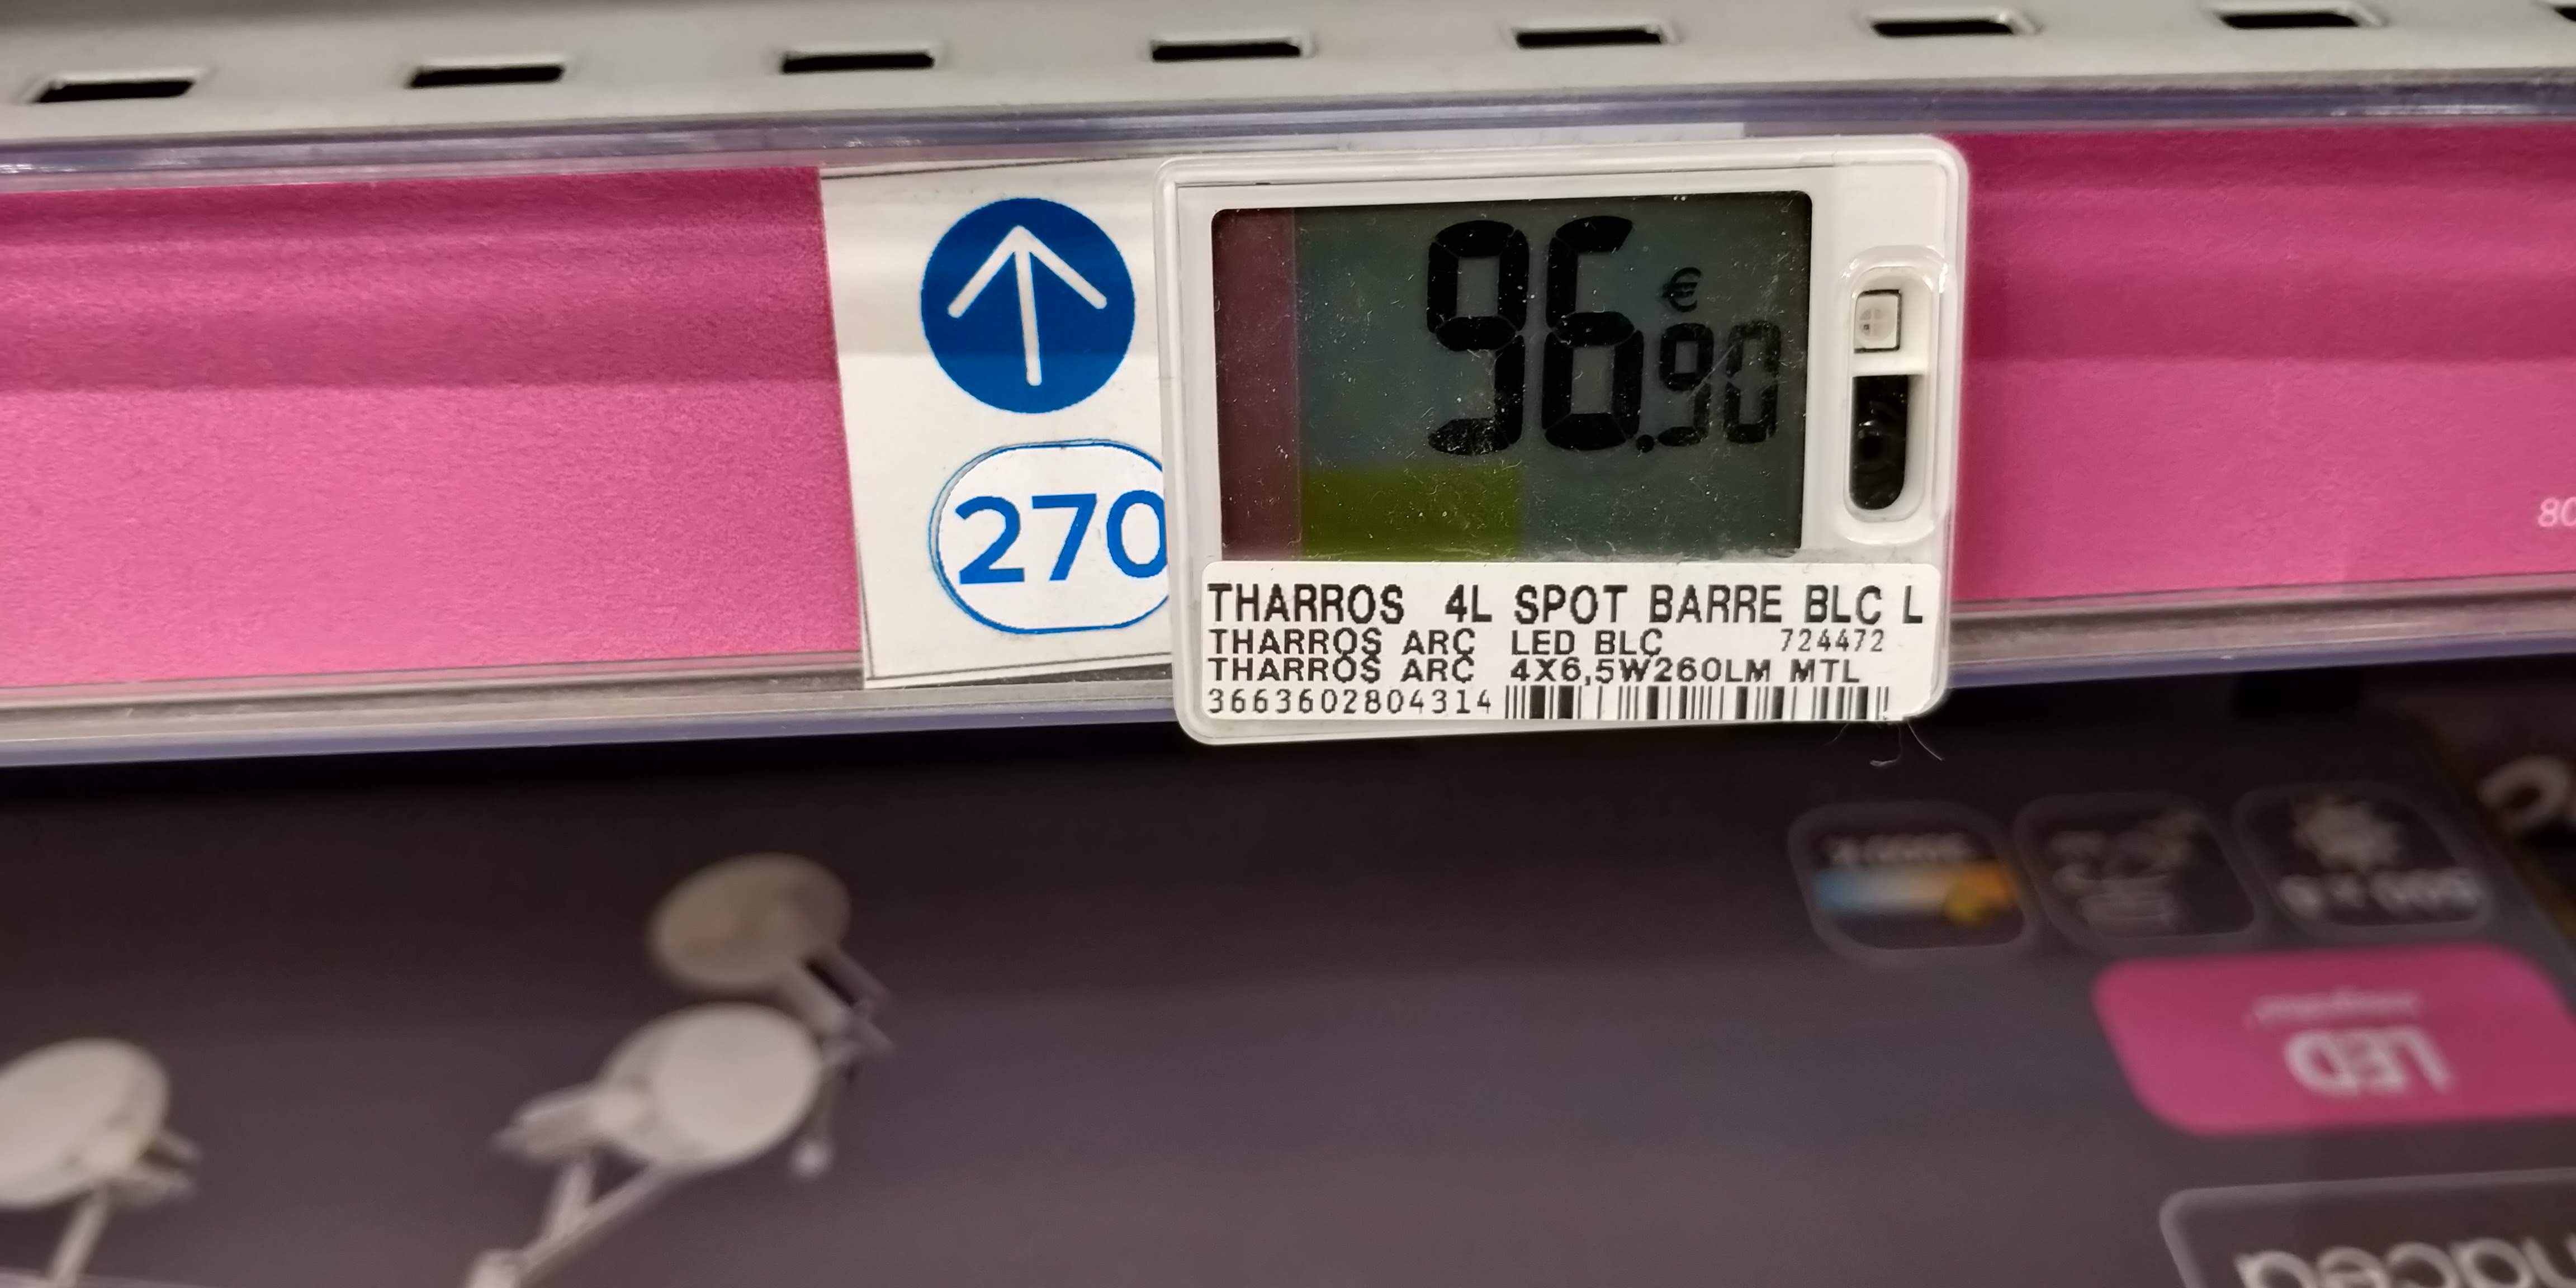 270
96.90
€
THARROS 4L SPOT BARRE BLC L
THARROS ARC LED BLC 724472
THARROS ARC 4X6,5W260LM MTL
3663602804314
80
LED